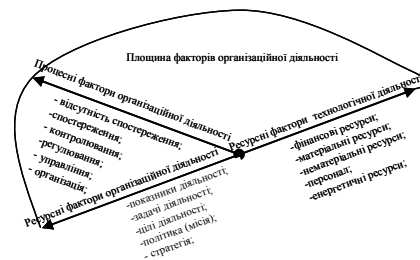 Площина факторів організаційної діяльності
Процесні фактори організаційної діяльності
- відсутність спостереження;
-спостереження;
- контролювання;
-регулювання;
- управління;
- організація;
Ресурсні фактори технологічної діяльності
-фінансові ресурси;
-матеріальні ресурси;
-нематеріальні ресурси;
-персонал;
-енергетичні ресурси;
Ресурсні фактори організаційної діяльності
-показники діяльності;
-задачі діяльності;
-цілі діяльності;
-політика (місія);
- стратегія;